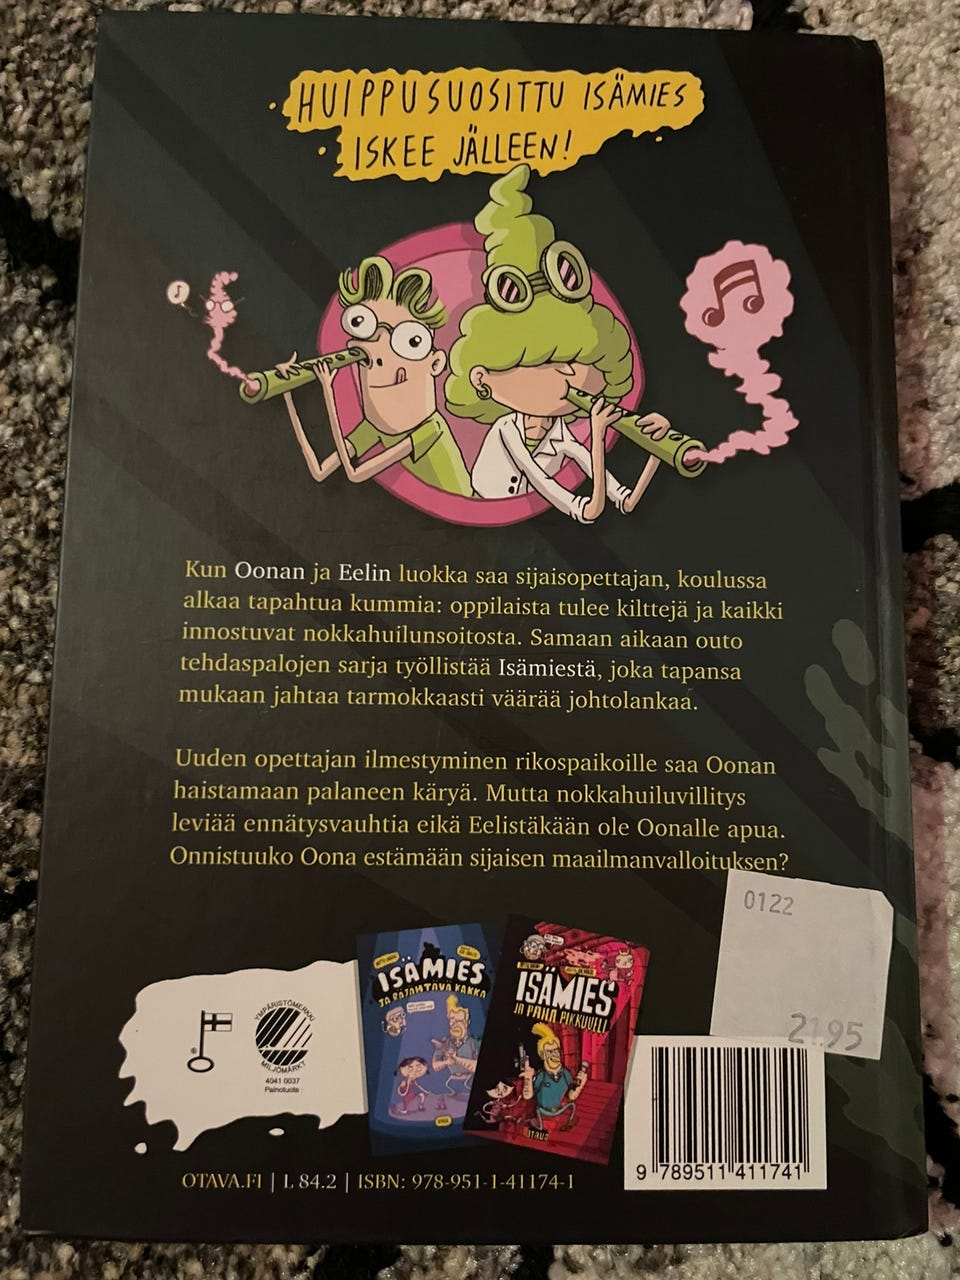 HUIPPUSUOSITTU ISÄMIES
ISKEE JÄLLEEN!
Kun Oonan ja Eelin luokka saa sijaisopettajan, koulussa
alkaa tapahtua kummia: oppilaista tulee kilttejä ja kaikki
innostuvat nokkahuilunsoitosta. Samaan aikaan outo
tehdaspalojen sarja työllistää Isämiestä, joka tapansa
mukaan jahtaa tarmokkaasti väärää johtolankaa.
Uuden opettajan ilmestyminen rikospaikoille saa Oonan
haistamaan palaneen käryä. Mutta nokkahuiluvillitys
leviää ennätysvauhtia eikä Eelistäkään ole Oonalle apua.
Onnistuuko Oona estämään sijaisen maailmanvalloituksen?
0122
21.95
ISÄMIES
JA RÄJÄHTÄVÄ KAKKA
ISÄMIES
JA PAHA PIKKUVELI
OTAVA
YMPÄRISTÖMERKKI
MILJÖMÄRKT
4041 0037
Painotuote
®
OTAVA.FI | L 84.2 | ISBN: 978-951-1-41174-1
9 789511 411741